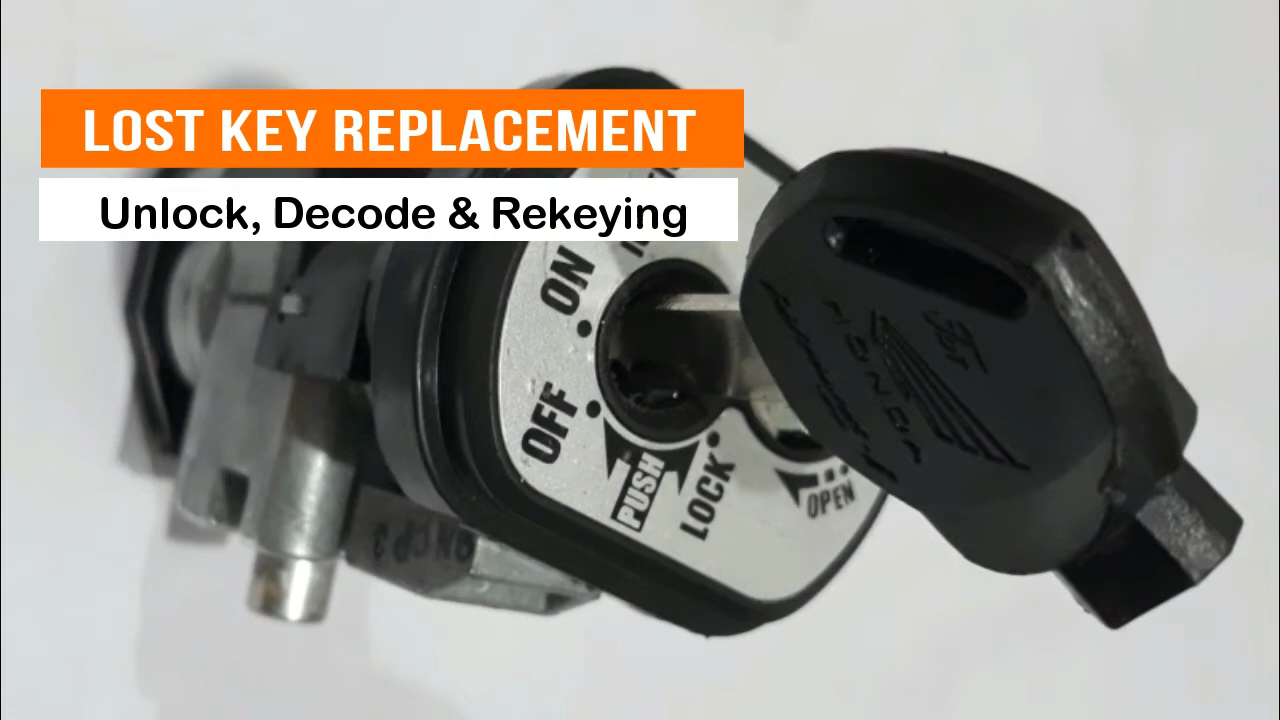 LOST KEY REPLACEMENT
Unlock, Decode & Rekeying
ON
OFF
PUSH
LOCK
OPEN
HONDA